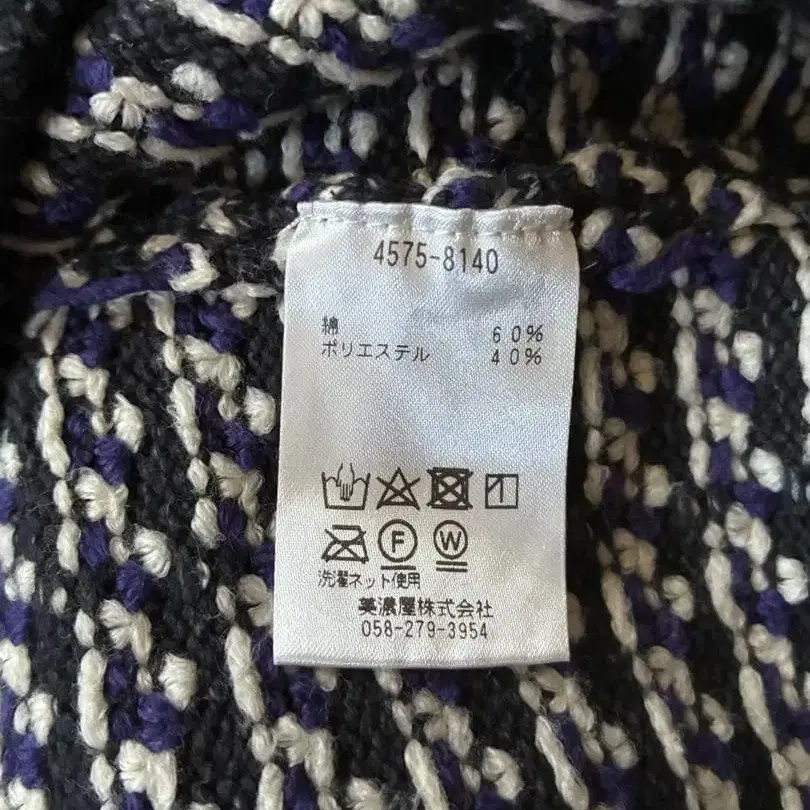 4575-8140
綿 60%
ポリエステル 40%
F W
洗濯ネット使用
美濃屋株式会社
058-279-3954